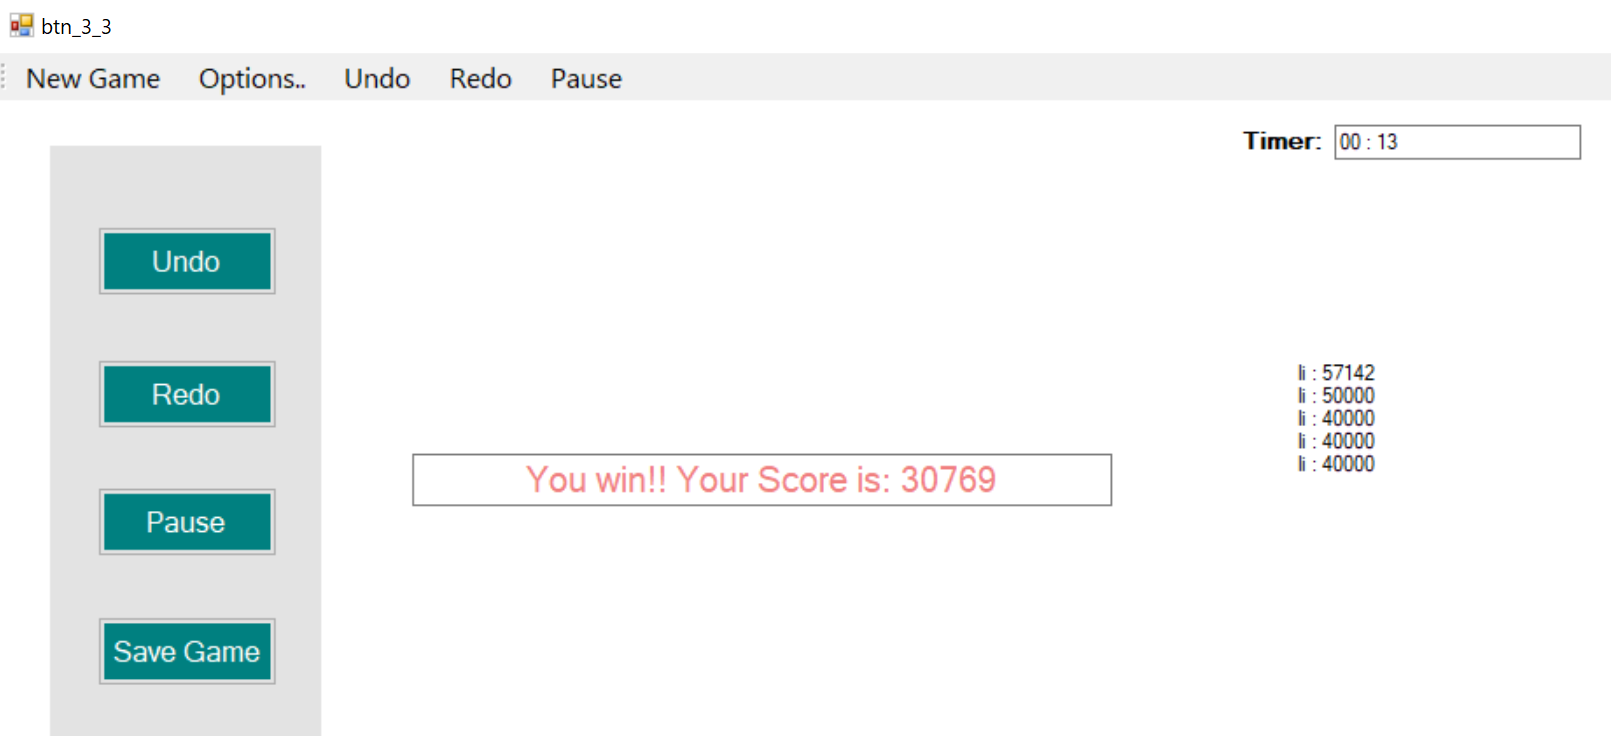 btn_3_3
New Game Options.. Undo Redo Pause
Timer: 00 : 13
Undo
Redo
Pause
Save Game
You win!! Your Score is: 30769
li : 57142
li : 50000
li : 40000
li : 40000
li : 40000